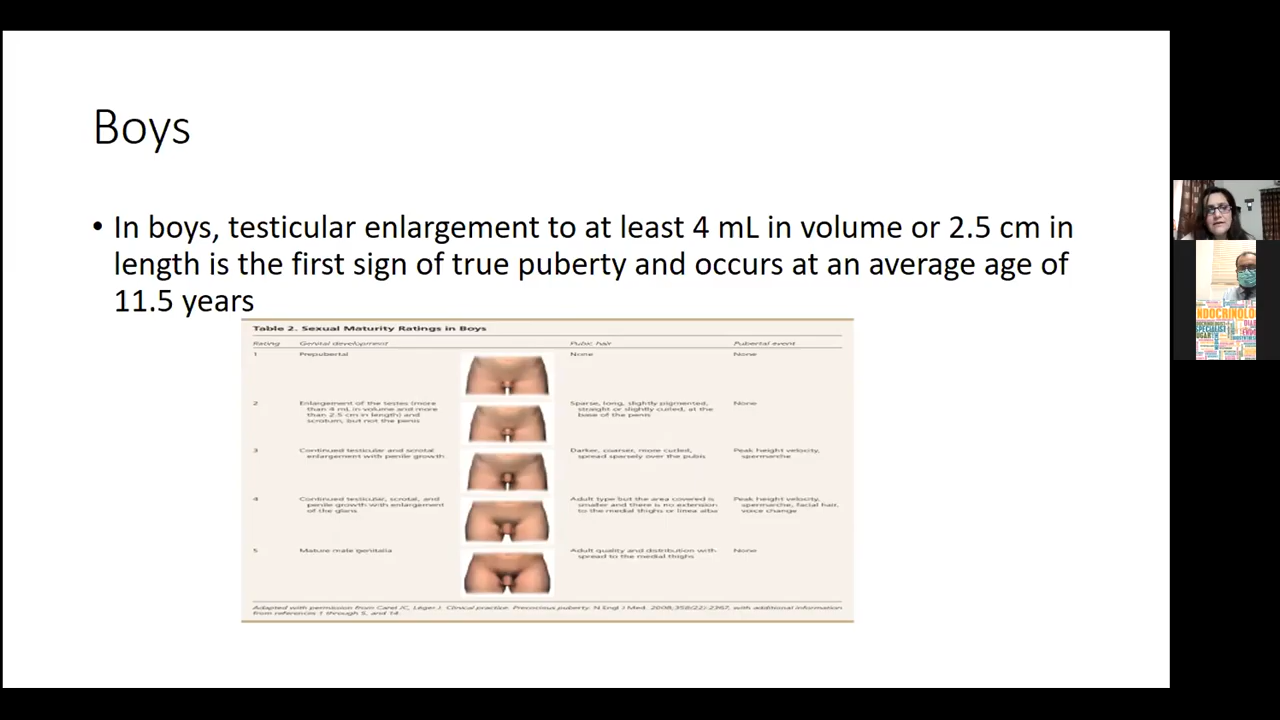 Boys
• In boys, testicular enlargement to at least 4 mL in volume or 2.5 cm in
length is the first sign of true puberty and occurs at an average age of
11.5 years
Table 2. Sexual Maturity Ratings in Boys
Rating Genital development Pubic hair Pubertal event
1 Prepubertal None None
2 Enlargement of the testes (more
than 4 mL in volume and more
than 2.5 cm in length) and
scrotum, but not the penis
Sparse, long, slightly pigmented,
straight or slightly curled, at the
base of the penis
None
3 Continued testicular and scrotal
enlargement with penile growth
Darker, coarser, more curled,
spread sparsely over the pubis
Peak height velocity,
spermarche
4 Continued testicular, scrotal, and
penile growth with enlargement
of the glans
Adult type but the area covered is
smaller and there is no extension
to the medial thighs or linea alba
Peak height velocity,
spermarche, facial hair,
voice change
5 Mature male genitalia
Adult quality and distribution with
spread to the medial thighs
None
Adapted with permission from Carel JC, Léger J. Clinical practice. Precocious puberty. N Engl J Med. 2008;358(22):2367, with additional information
from references 1 through 5, and 14.
NDOCRINOLO
SPECIALIST